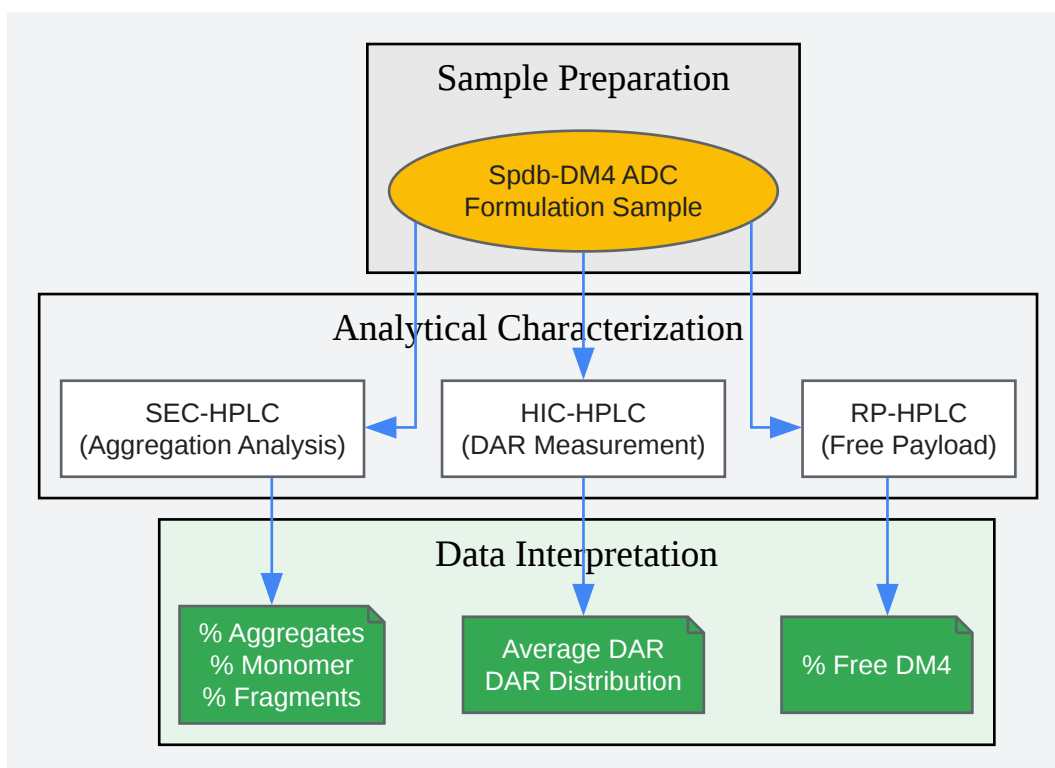 Sample Preparation
Spdb-DM4 ADC
Formulation Sample
Analytical Characterization
SEC-HPLC
(Aggregation Analysis)
HIC-HPLC
(DAR Measurement)
RP-HPLC
(Free Payload)
Data Interpretation
% Aggregates
% Monomer
% Fragments
Average DAR
DAR Distribution
% Free DM4